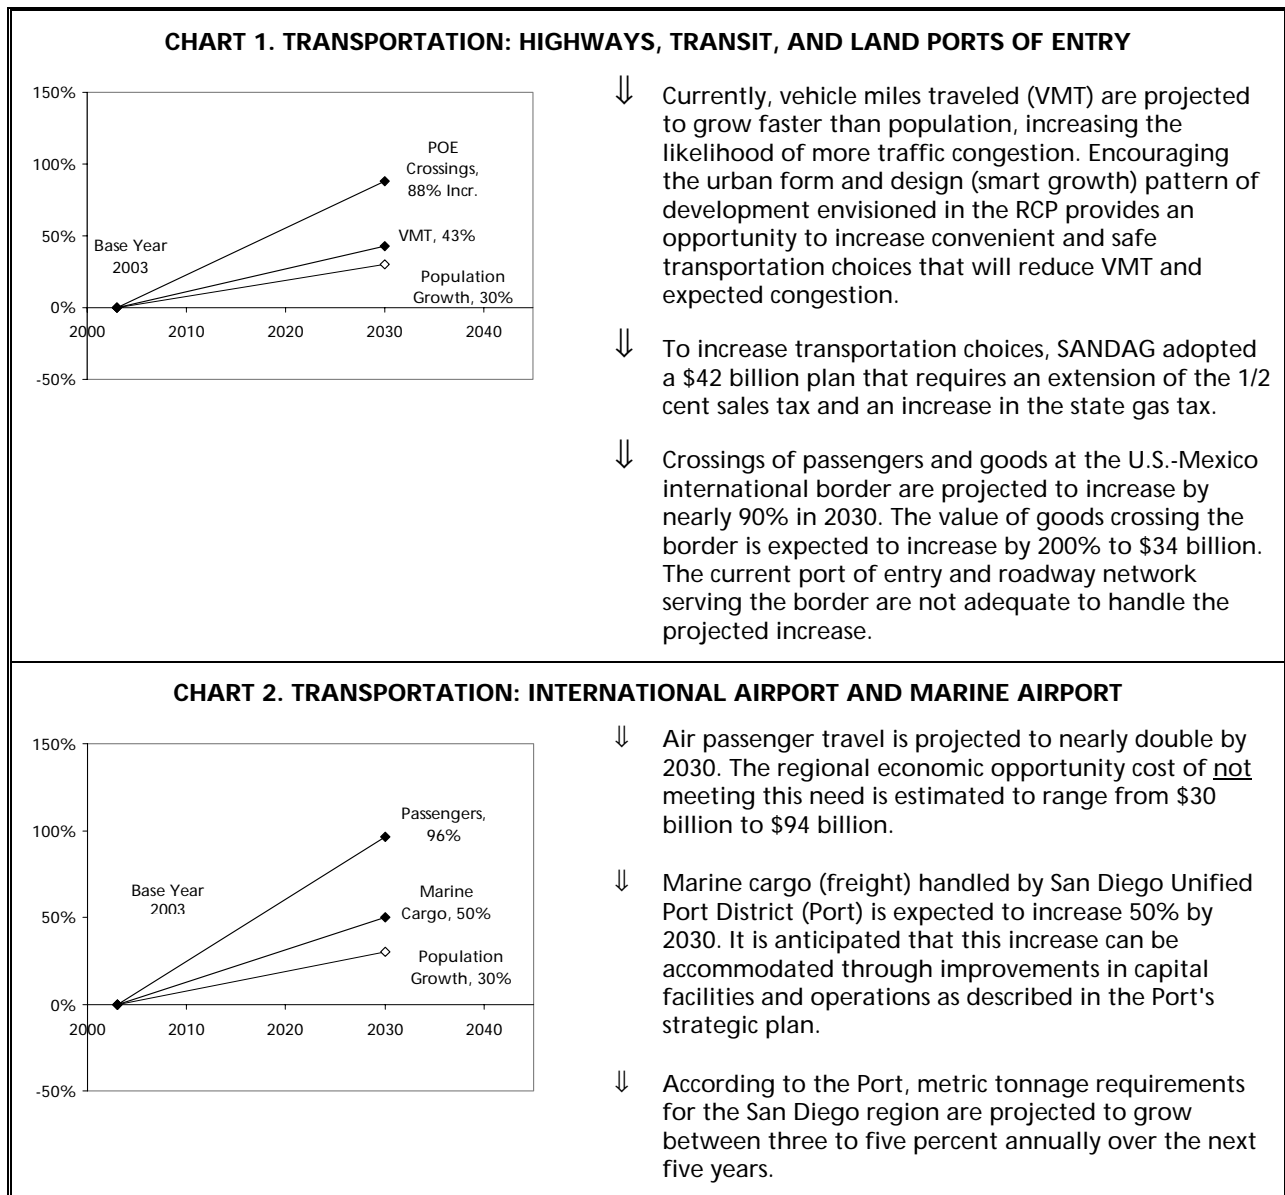 CHART 1. TRANSPORTATION: HIGHWAYS, TRANSIT, AND LAND PORTS OF ENTRY
150%
100%
50%
0%
-50%
2000
2010
2020
2030
2040
Base Year
2003
POE
Crossings,
88% Incr.
VMT, 43%
Population
Growth, 30%
⇓ Currently, vehicle miles traveled (VMT) are projected
to grow faster than population, increasing the
likelihood of more traffic congestion. Encouraging
the urban form and design (smart growth) pattern of
development envisioned in the RCP provides an
opportunity to increase convenient and safe
transportation choices that will reduce VMT and
expected congestion.
⇓ To increase transportation choices, SANDAG adopted
a $42 billion plan that requires an extension of the 1/2
cent sales tax and an increase in the state gas tax.
⇓ Crossings of passengers and goods at the U.S.-Mexico
international border are projected to increase by
nearly 90% in 2030. The value of goods crossing the
border is expected to increase by 200% to $34 billion.
The current port of entry and roadway network
serving the border are not adequate to handle the
projected increase.
CHART 2. TRANSPORTATION: INTERNATIONAL AIRPORT AND MARINE AIRPORT
150%
100%
50%
0%
-50%
2000
2010
2020
2030
2040
Base Year
2003
Passengers,
96%
Marine
Cargo, 50%
Population
Growth, 30%
⇓ Air passenger travel is projected to nearly double by
2030. The regional economic opportunity cost of not
meeting this need is estimated to range from $30
billion to $94 billion.
⇓ Marine cargo (freight) handled by San Diego Unified
Port District (Port) is expected to increase 50% by
2030. It is anticipated that this increase can be
accommodated through improvements in capital
facilities and operations as described in the Port's
strategic plan.
⇓ According to the Port, metric tonnage requirements
for the San Diego region are projected to grow
between three to five percent annually over the next
five years.